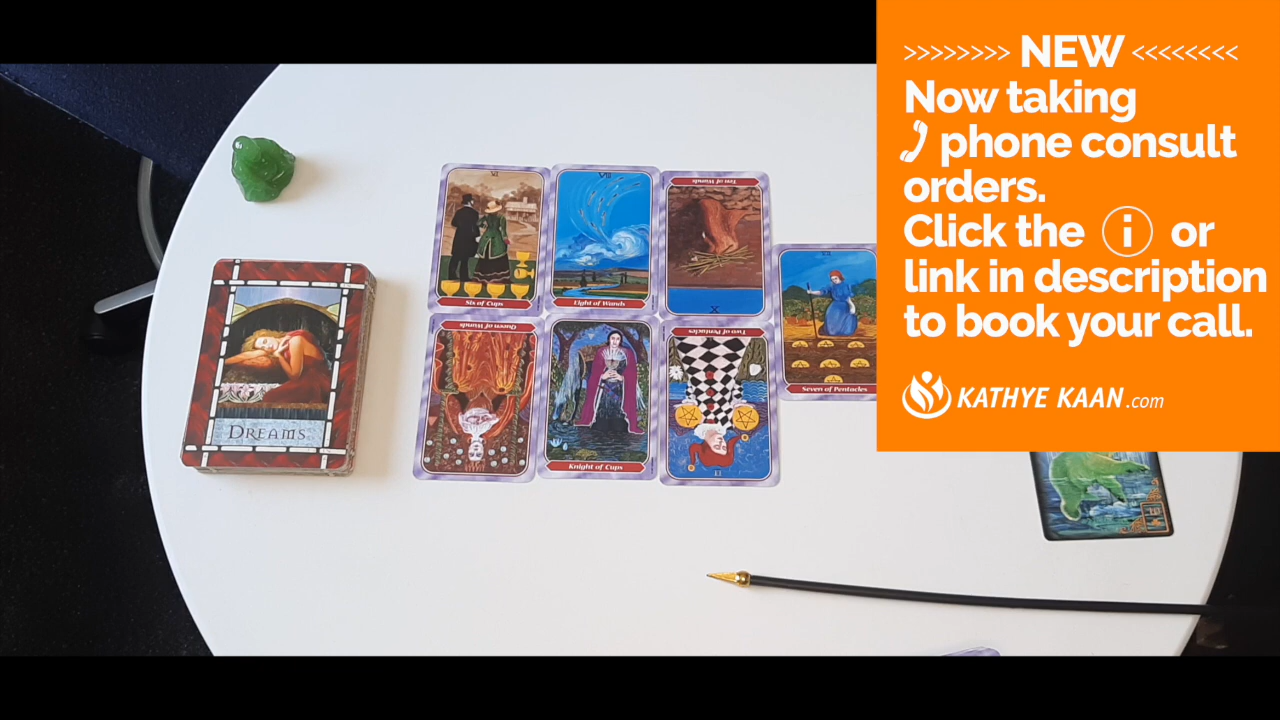 >>>>>>>> NEW <<<<<<<<
Now taking
phone consult
orders.
Click the i or
link in description
to book your call.
KATHYE KAAN.com
VI
Six of Cups
VIII
Eight of Wands
Ten of Wands
X
Queen of Wands
Knight of Cups
Two of Pentacles
II
VII
Seven of Pentacles
DREAMS